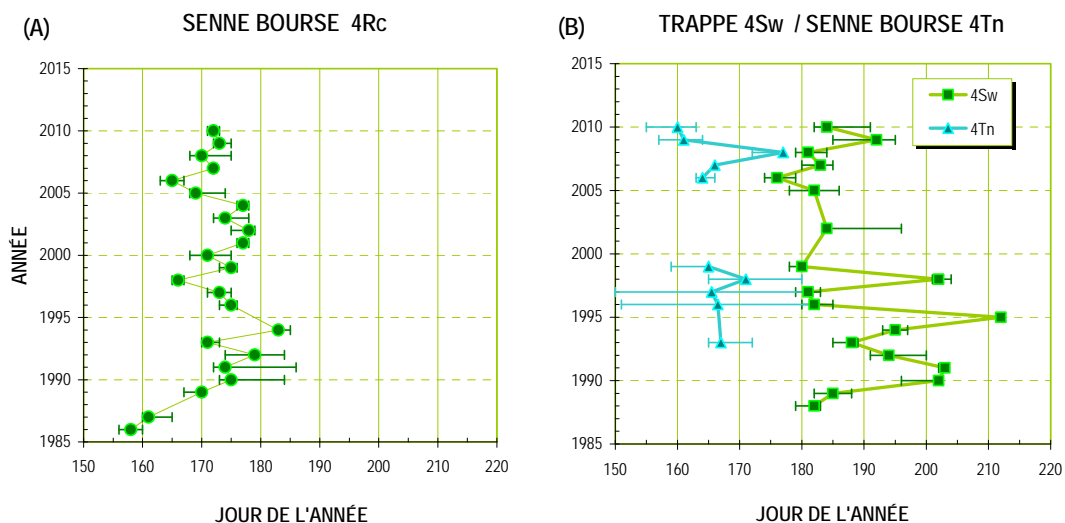 (A) SENNE BOURSE 4Rc
2015
2010
2005
2000
1995
1990
1985
ANNÉE
150 160 170 180 190 200 210 220
JOUR DE L'ANNÉE
(B) TRAPPE 4Sw / SENNE BOURSE 4Tn
2015
2010
2005
2000
1995
1990
1985
4Sw
4Tn
150 160 170 180 190 200 210 220
JOUR DE L'ANNÉE